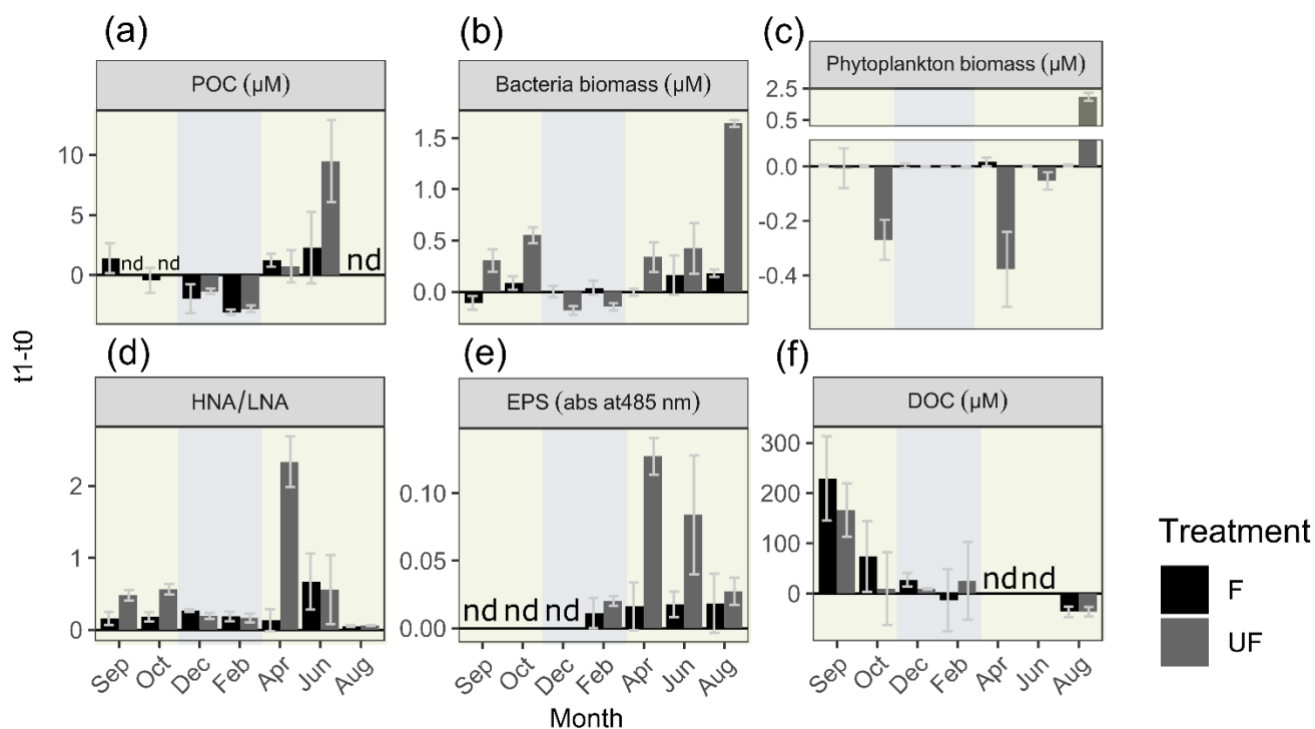 (a)
(b)
(c)
POC (µM)
Bacteria biomass (µM)
Phytoplankton biomass (µM)
10
5
0
nd
nd
nd
1.5
1.0
0.5
0.0
2.5
0.5
0.0
-0.2
-0.4
t1-t0
(d)
(e)
(f)
HNA/LNA
EPS (abs at485 nm)
DOC (µM)
2
1
0
0.10
0.05
0.00
nd nd nd
300
200
100
0
nd nd
Sep Oct Dec Feb Apr Jun Aug
Sep Oct Dec Feb Apr Jun Aug
Sep Oct Dec Feb Apr Jun Aug
Month
Treatment
F
UF